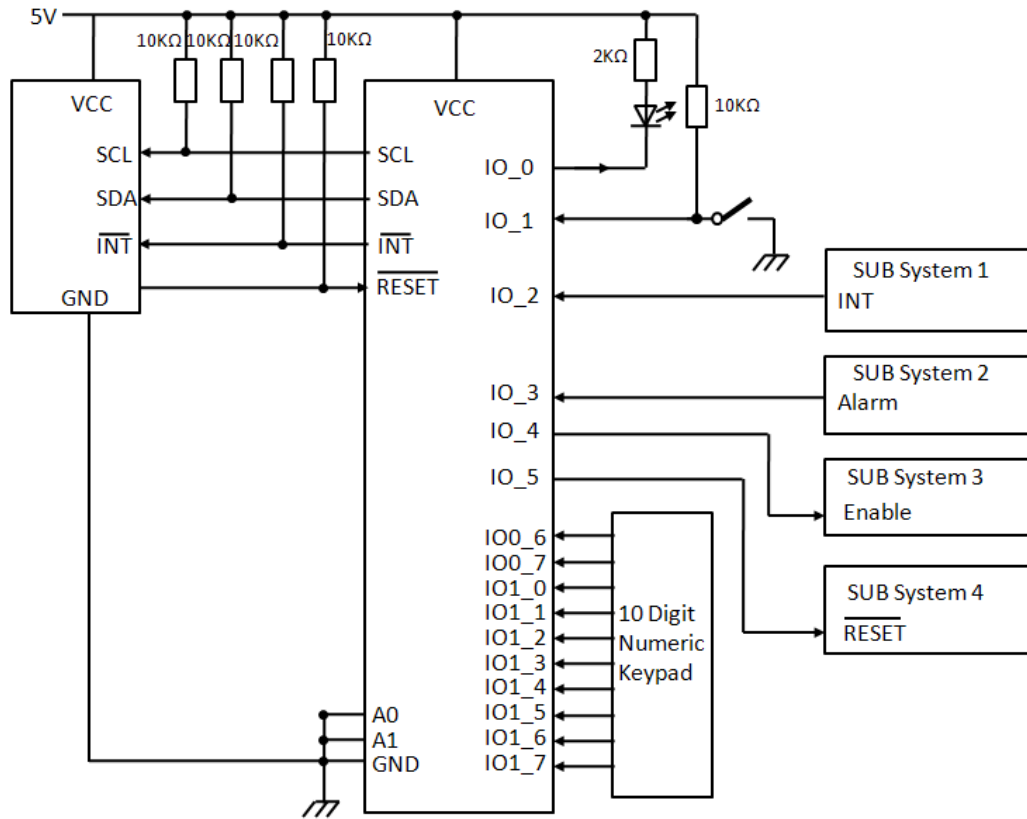 5V
10KΩ 10KΩ 10KΩ 10KΩ
2KΩ
10KΩ
VCC
SCL
SDA
INT
GND
VCC
SCL
SDA
INT
RESET
A0
A1
GND
IO_0
IO_1
IO_2
IO_3
IO_4
IO_5
IO0_6
IO0_7
IO1_0
IO1_1
IO1_2
IO1_3
IO1_4
IO1_5
IO1_6
IO1_7
10 Digit
Numeric
Keypad
SUB System 1
INT
SUB System 2
Alarm
SUB System 3
Enable
SUB System 4
RESET